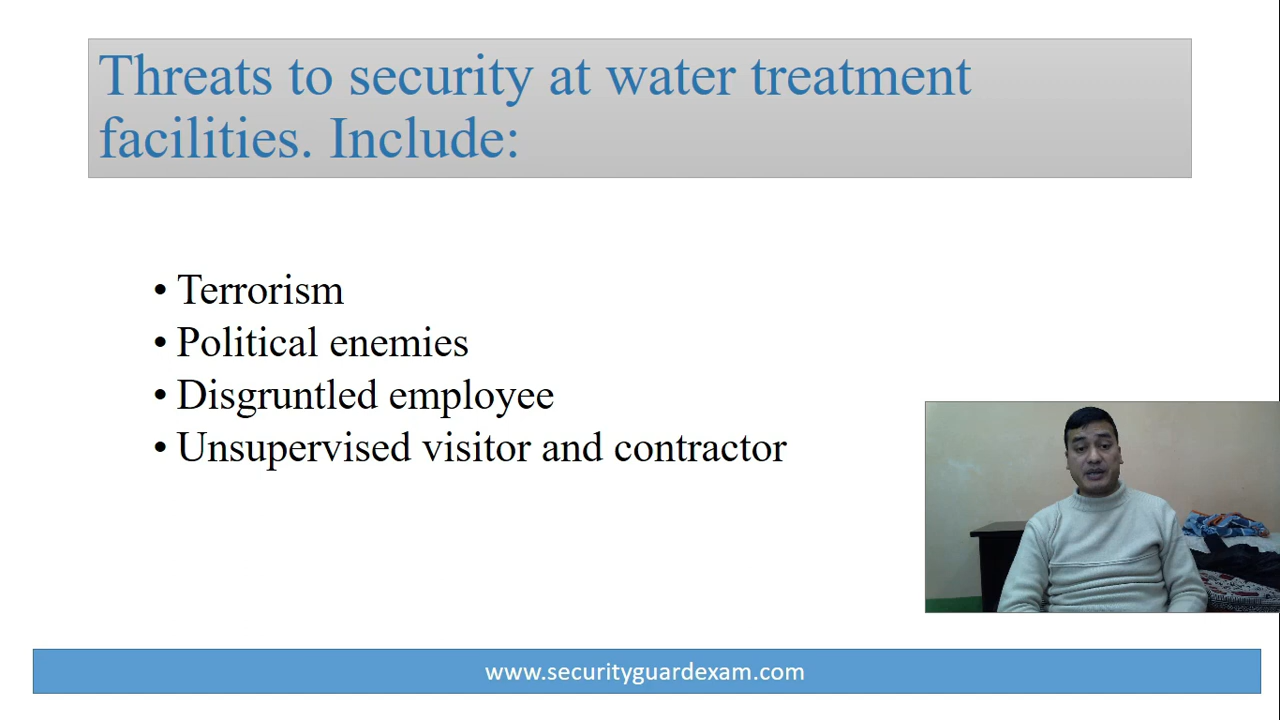 Threats to security at water treatment
facilities. Include:
• Terrorism
• Political enemies
• Disgruntled employee
• Unsupervised visitor and contractor
www.securityguardexam.com